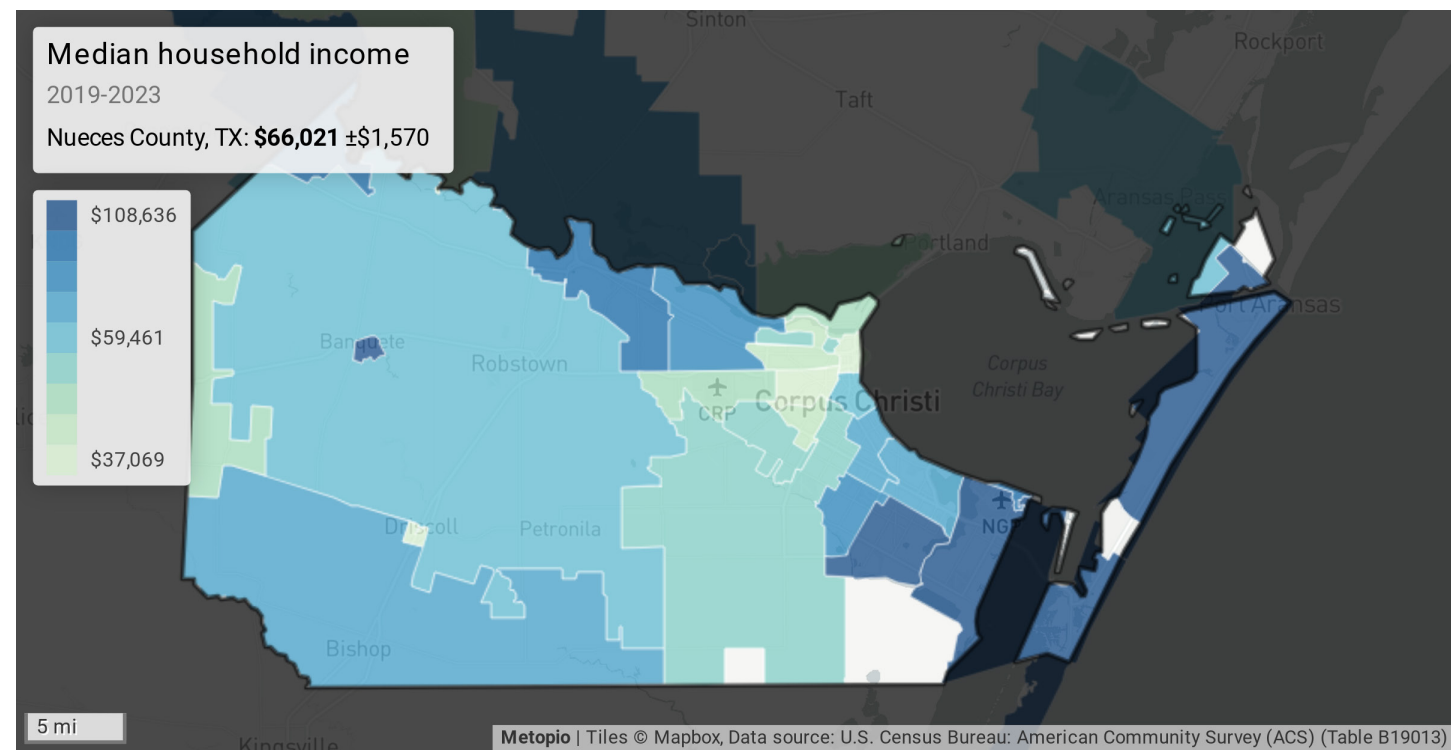 Sinton
Rockport
Median household income
2019-2023
Taft
Nueces County, TX: $66,021 ±$1,570
Aransas Pass
$108,636
Portland
Port Aransas
$59,461
Banquete
Robstown
Corpus
Christi Bay
CRP
Corpus Christi
$37,069
Driscoll
Petronila
Bishop
5 mi
Kingsville
Metopio | Tiles © Mapbox, Data source: U.S. Census Bureau: American Community Survey (ACS) (Table B19013)